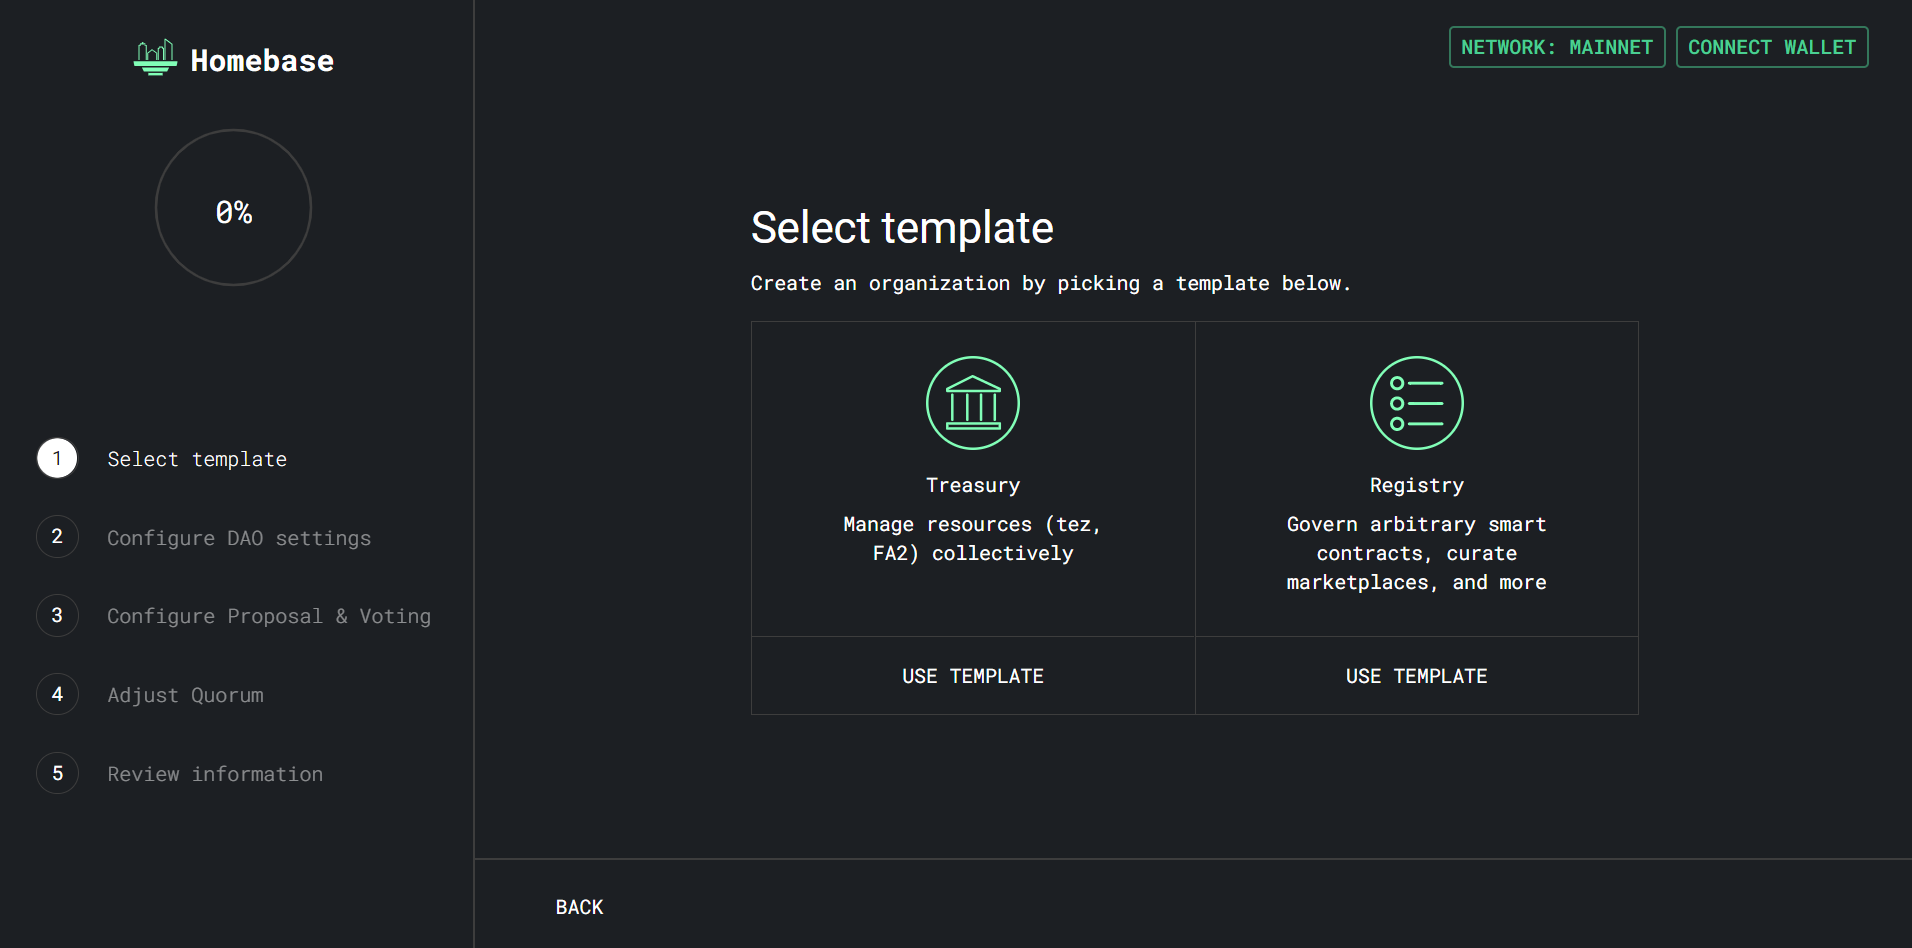 Homebase
NETWORK: MAINNET
CONNECT WALLET
0%
1 Select template
2 Configure DAO settings
3 Configure Proposal & Voting
4 Adjust Quorum
5 Review information
Select template
Create an organization by picking a template below.
Treasury
Manage resources (tez,
FA2) collectively
USE TEMPLATE
Registry
Govern arbitrary smart
contracts, curate
marketplaces, and more
USE TEMPLATE
BACK